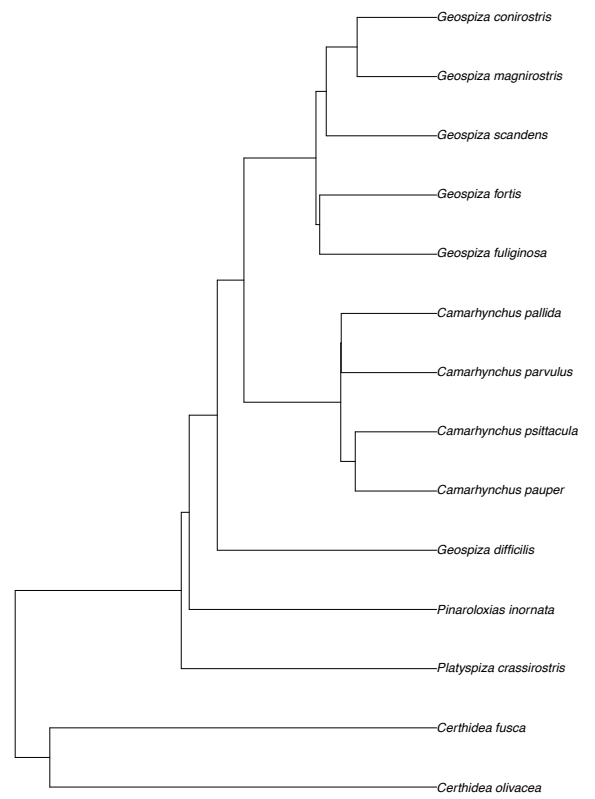 Geospiza conirostris
Geospiza magnirostris
Geospiza scandens
Geospiza fortis
Geospiza fuliginosa
Camarhynchus pallida
Camarhynchus parvulus
Camarhynchus psittacula
Camarhynchus pauper
Geospiza difficilis
Pinaroloxias inornata
Platyspiza crassirostris
Certhidea fusca
Certhidea olivacea